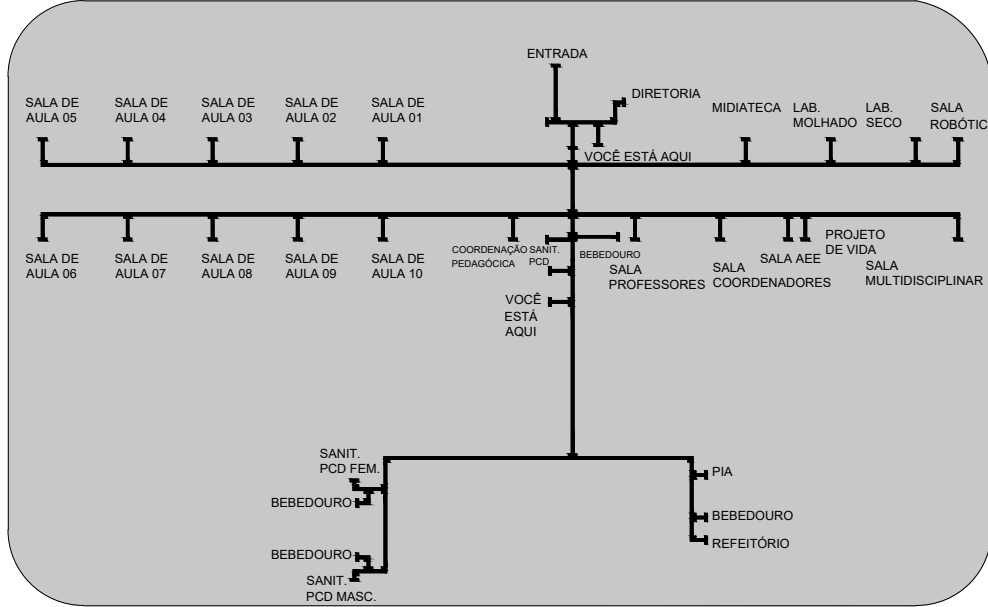 ENTRADA
DIRETORIA
SALA DE
AULA 05
SALA DE
AULA 04
SALA DE
AULA 03
SALA DE
AULA 02
SALA DE
AULA 01
MIDIATECA
LAB.
MOLHADO
LAB.
SECO
SALA
ROBÓTIC
VOCÊ ESTÁ AQUI
SALA DE
AULA 06
SALA DE
AULA 07
SALA DE
AULA 08
SALA DE
AULA 09
SALA DE
AULA 10
COORDENAÇÃO
PEDAGÓCICA
SANIT.
PCD
BEBEDOURO
SALA
PROFESSORES
SALA
COORDENADORES
SALA AEE
PROJETO
DE VIDA
SALA
MULTIDISCIPLINAR
VOCÊ
ESTÁ
AQUI
SANIT.
PCD FEM.
BEBEDOURO
BEBEDOURO
SANIT.
PCD MASC.
PIA
BEBEDOURO
REFEITÓRIO